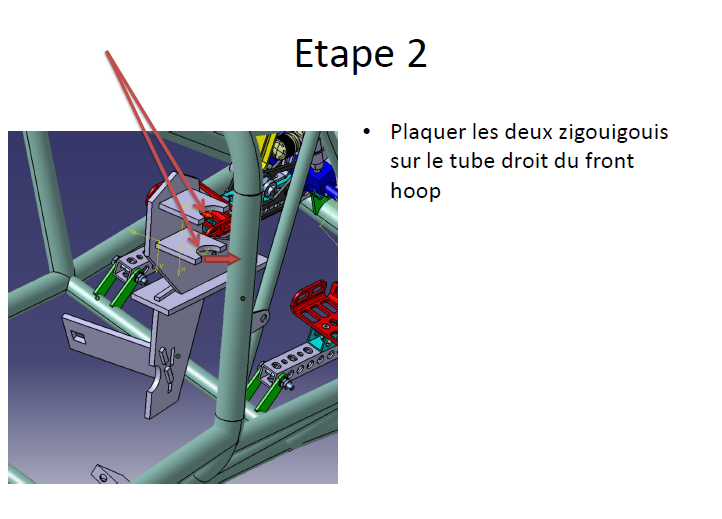 Etape 2
• Plaquer les deux zigouigouis
sur le tube droit du front
hoop